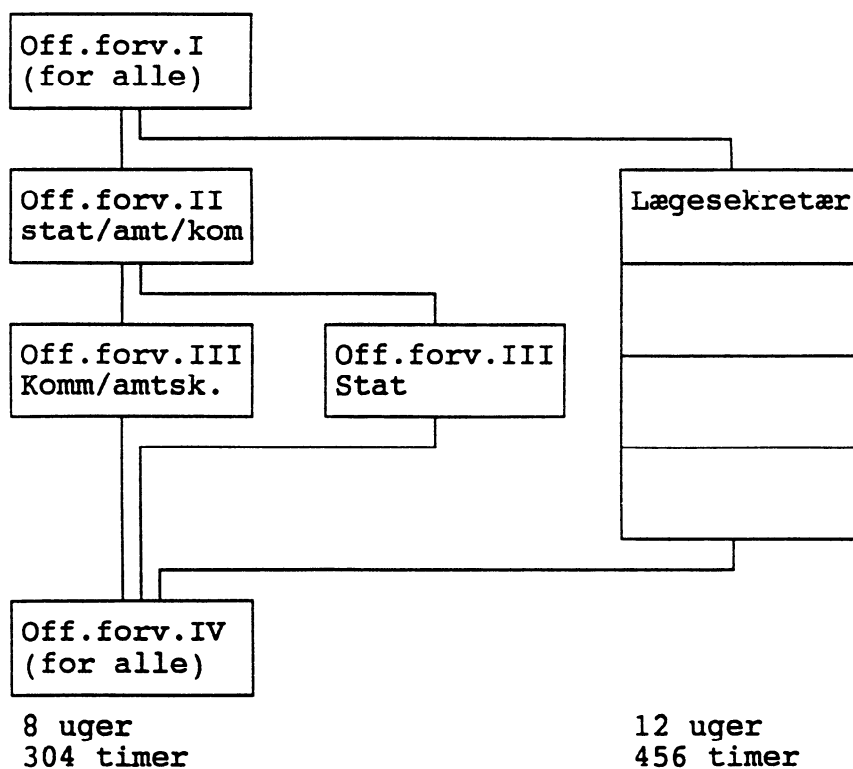 Off.forv.I
(for alle)
Off.forv.II
stat/amt/kom
Lægesekretær
Off.forv.III
Komm/amtsk.
Off.forv.III
Stat
Off.forv.IV
(for alle)
8 uger
304 timer
12 uger
456 timer